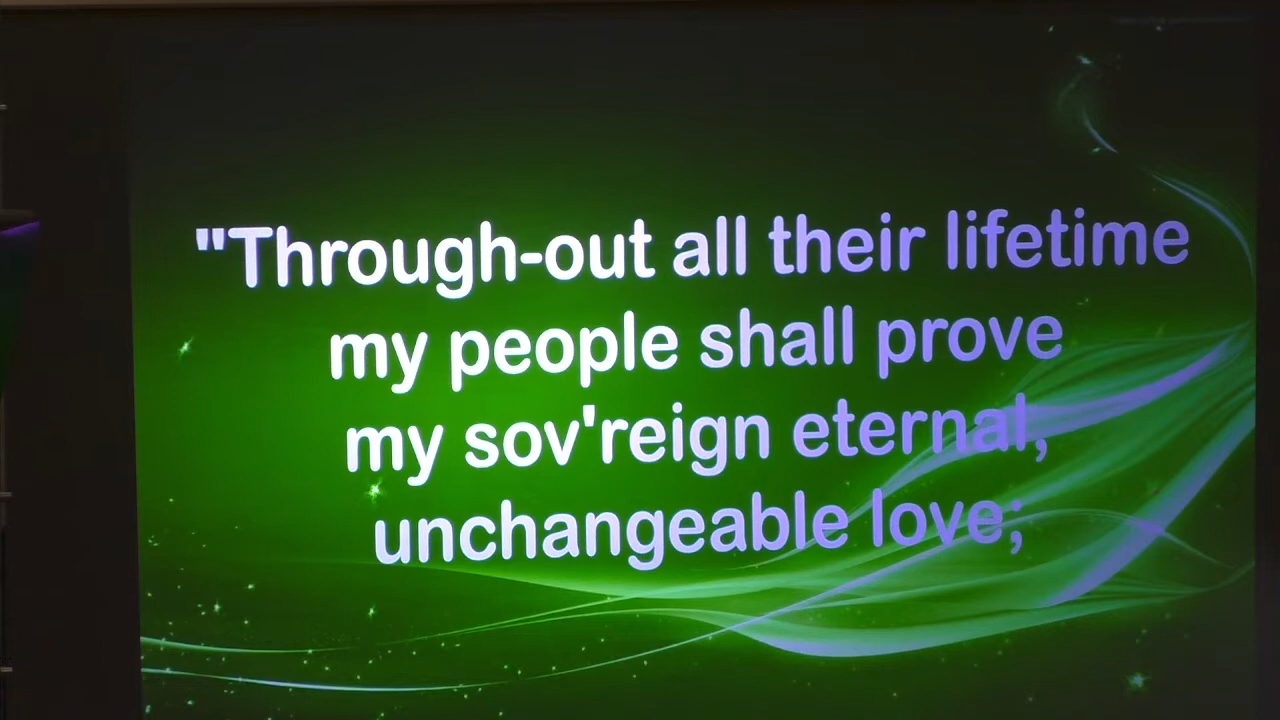 "Through-out all their lifetime
my people shall prove
my sov'reign eternal,
unchangeable love;